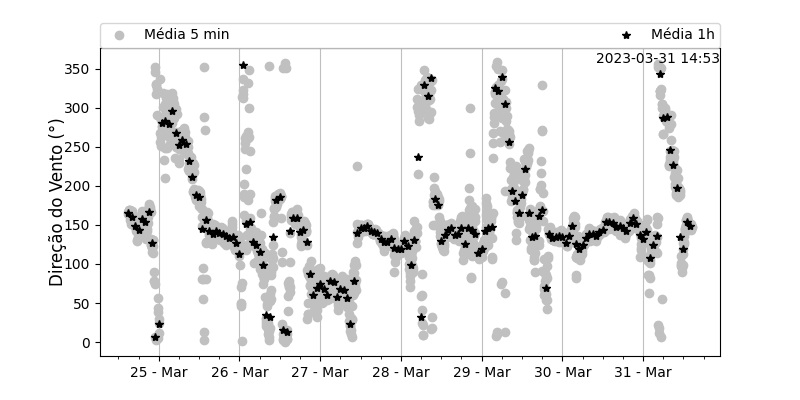 Média 5 min
Média 1h
2023-03-31 14:53
350
300
250
200
150
100
50
0
Direção do Vento (°)
25 - Mar
26 - Mar
27 - Mar
28 - Mar
29 - Mar
30 - Mar
31 - Mar